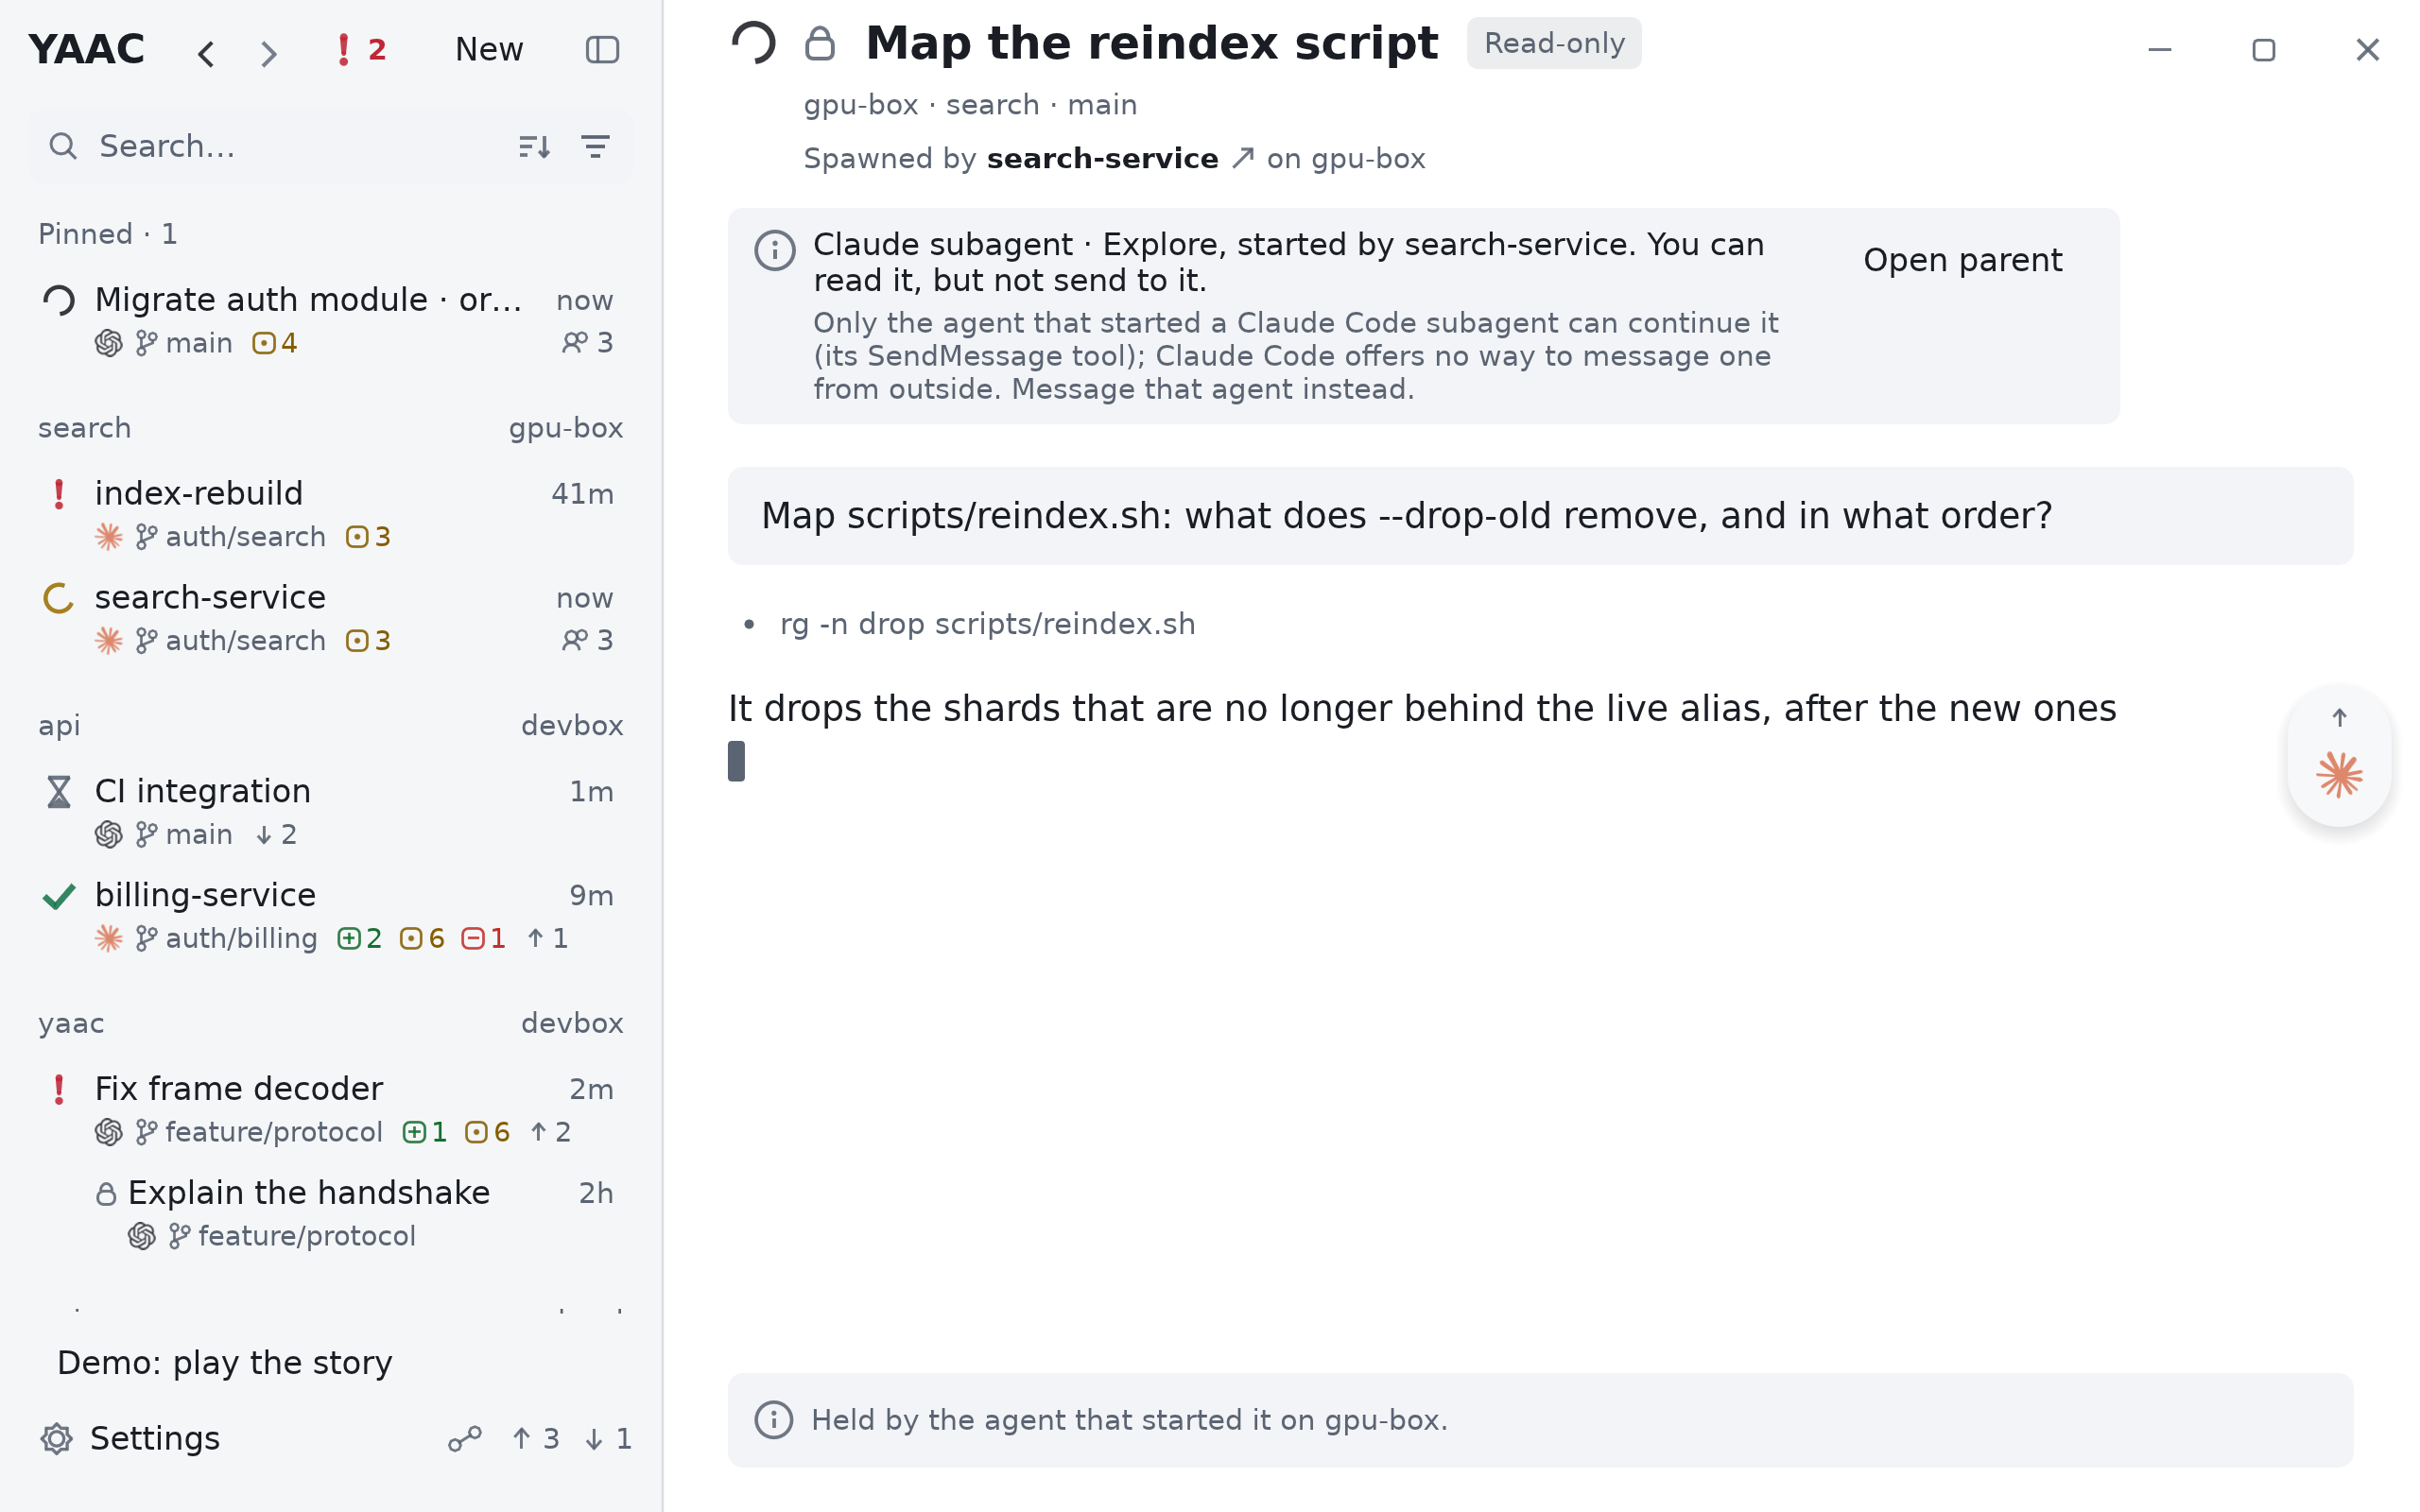 YAAC
2
New
Search...
Pinned · 1
Migrate auth module · or... now
main 4 3
search gpu-box
index-rebuild 41m
auth/search 3
search-service now
auth/search 3 3
api devbox
CI integration 1m
main ↓ 2
billing-service 9m
auth/billing 2 6 1 ↑ 1
yaac devbox
Fix frame decoder 2m
feature/protocol 1 6 ↑ 2
Explain the handshake 2h
feature/protocol
Demo: play the story
Settings ↑ 3 ↓ 1
Map the reindex script Read-only
gpu-box · search · main
Spawned by search-service ↗ on gpu-box
Claude subagent · Explore, started by search-service. You can
read it, but not send to it.
Open parent
Only the agent that started a Claude Code subagent can continue it
(its SendMessage tool); Claude Code offers no way to message one
from outside. Message that agent instead.
Map scripts/reindex.sh: what does --drop-old remove, and in what order?
• rg -n drop scripts/reindex.sh
It drops the shards that are no longer behind the live alias, after the new ones
Held by the agent that started it on gpu-box.